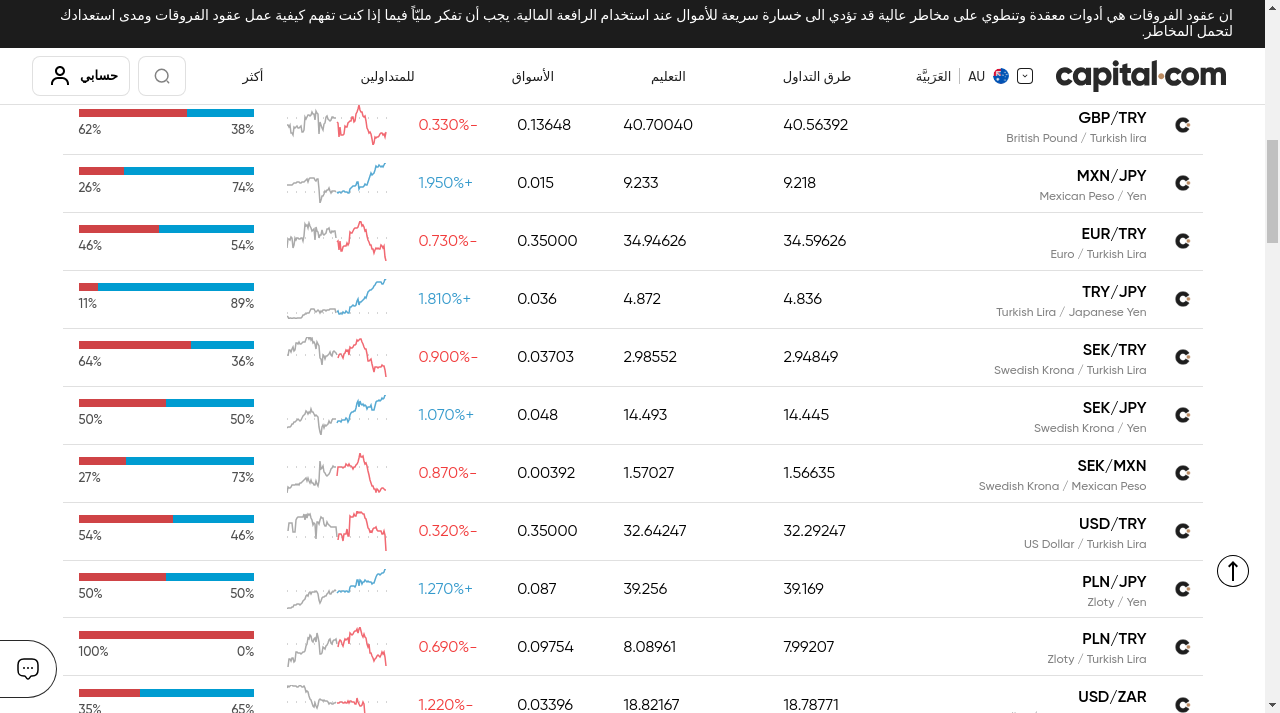 ان عقود الفروقات هي أدوات معقدة وتنطوي على مخاطر عالية قد تؤدي الى خسارة سريعة للأموال عند استخدام الرافعة المالية. يجب أن تفكر مليّاً فيما إذا كنت تفهم كيفية عمل عقود الفروقات ومدى استعدادك
لتحمل المخاطر.
capital.com
العَرَبيَّة AU
طرق التداول
التعليم
الأسواق
للمتداولين
أكثر
حسابي
GBP/TRY 40.56392 40.70040 0.13648 0.330%- 38% 62%
British Pound / Turkish lira
MXN/JPY 9.218 9.233 0.015 1.950%+ 74% 26%
Mexican Peso / Yen
EUR/TRY 34.59626 34.94626 0.35000 0.730%- 54% 46%
Euro / Turkish Lira
TRY/JPY 4.836 4.872 0.036 1.810%+ 89% 11%
Turkish Lira / Japanese Yen
SEK/TRY 2.94849 2.98552 0.03703 0.900%- 36% 64%
Swedish Krona / Turkish Lira
SEK/JPY 14.445 14.493 0.048 1.070%+ 50% 50%
Swedish Krona / Yen
SEK/MXN 1.56635 1.57027 0.00392 0.870%- 73% 27%
Swedish Krona / Mexican Peso
USD/TRY 32.29247 32.64247 0.35000 0.320%- 46% 54%
US Dollar / Turkish Lira
PLN/JPY 39.169 39.256 0.087 1.270%+ 50% 50%
Zloty / Yen
PLN/TRY 7.99207 8.08961 0.09754 0.690%- 0% 100%
Zloty / Turkish Lira
USD/ZAR 18.78771 18.82167 0.03396 1.220%- 65% 35%